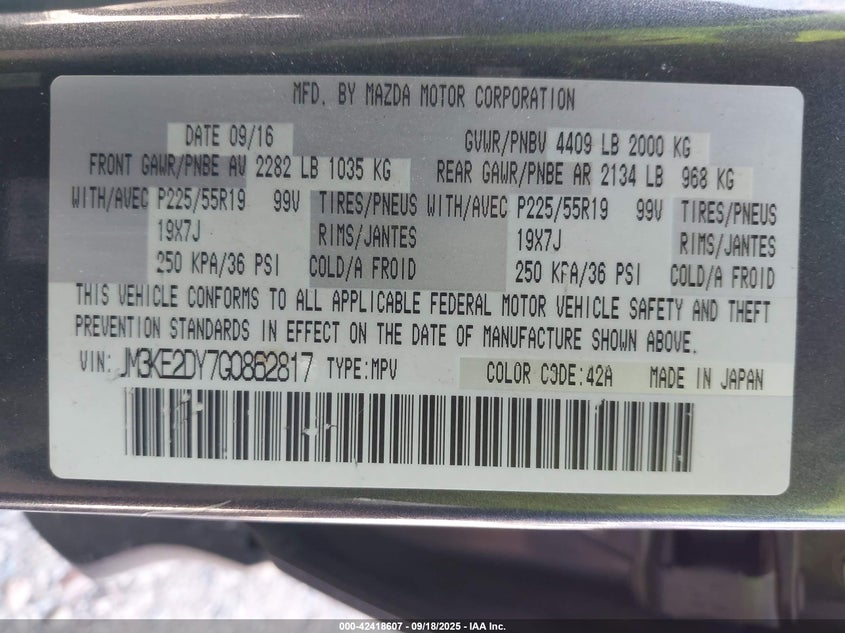 MFD. BY MAZDA MOTOR CORPORATION
DATE 09/16 GVWR/PNBV 4409 LB 2000 KG
FRONT GAWR/PNBE AV 2282 LB 1035 KG REAR GAWR/PNBE AR 2134 LB 968 KG
WITH/AVEC P225/55R19 99V TIRES/PNEUS WITH/AVEC P225/55R19 99V TIRES/PNEUS
19X7J RIMS/JANTES 19X7J RIMS/JANTES
250 KPA/36 PSI COLD/A FROID 250 KPA/36 PSI COLD/A FROID
THIS VEHICLE CONFORMS TO ALL APPLICABLE FEDERAL MOTOR VEHICLE SAFETY AND THEFT
PREVENTION STANDARDS IN EFFECT ON THE DATE OF MANUFACTURE SHOWN ABOVE.
VIN: JM3KE2DY7G0862817 TYPE:MPV COLOR CODE:42A MADE IN JAPAN
000-42418607 - 09/18/2025 - IAA Inc.